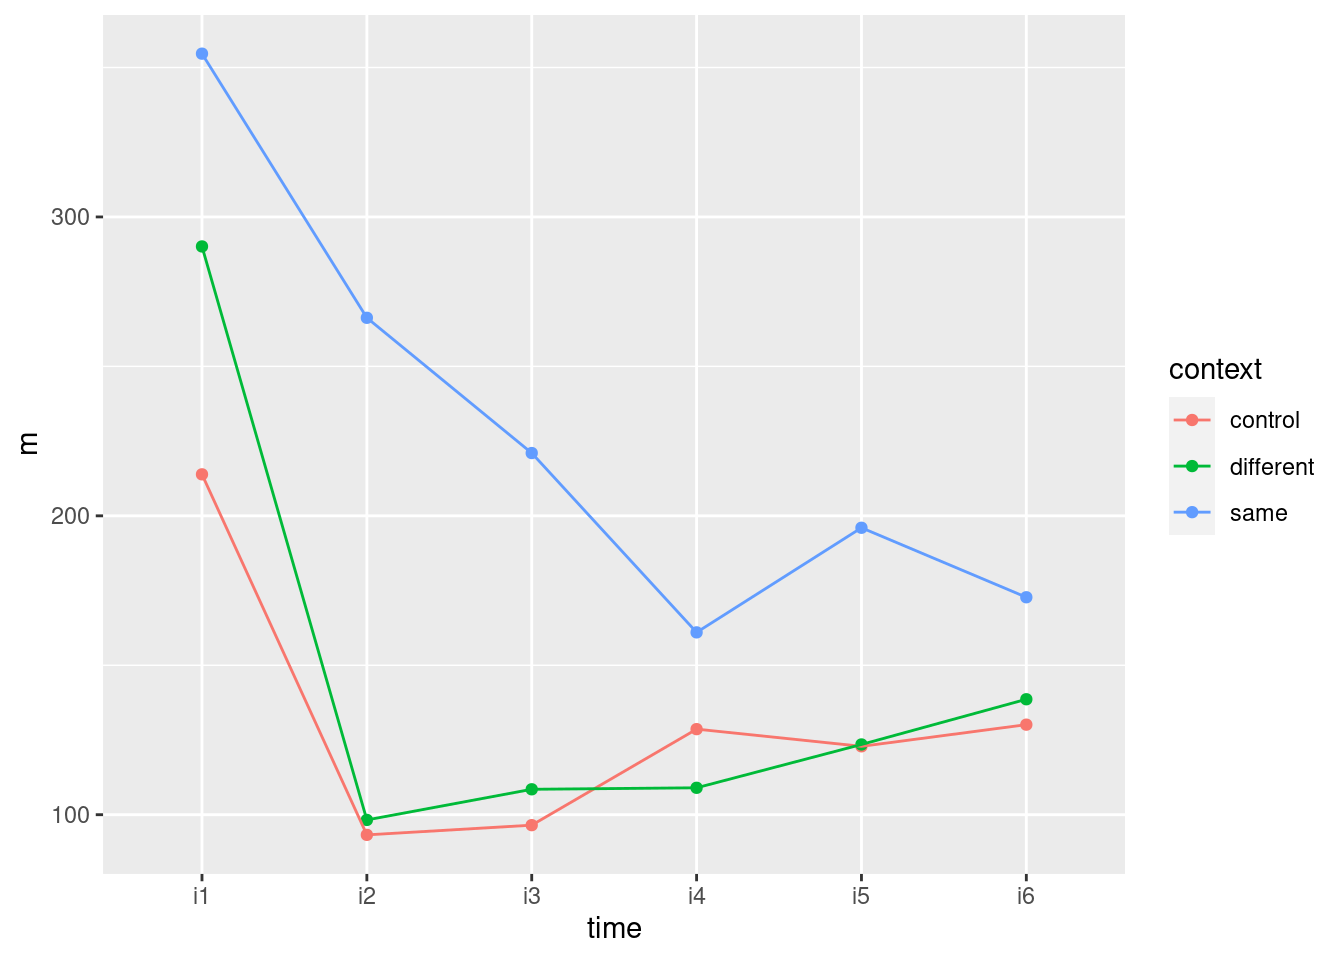 m
300
200
100
i1 i2 i3 i4 i5 i6
time
context
control
different
same